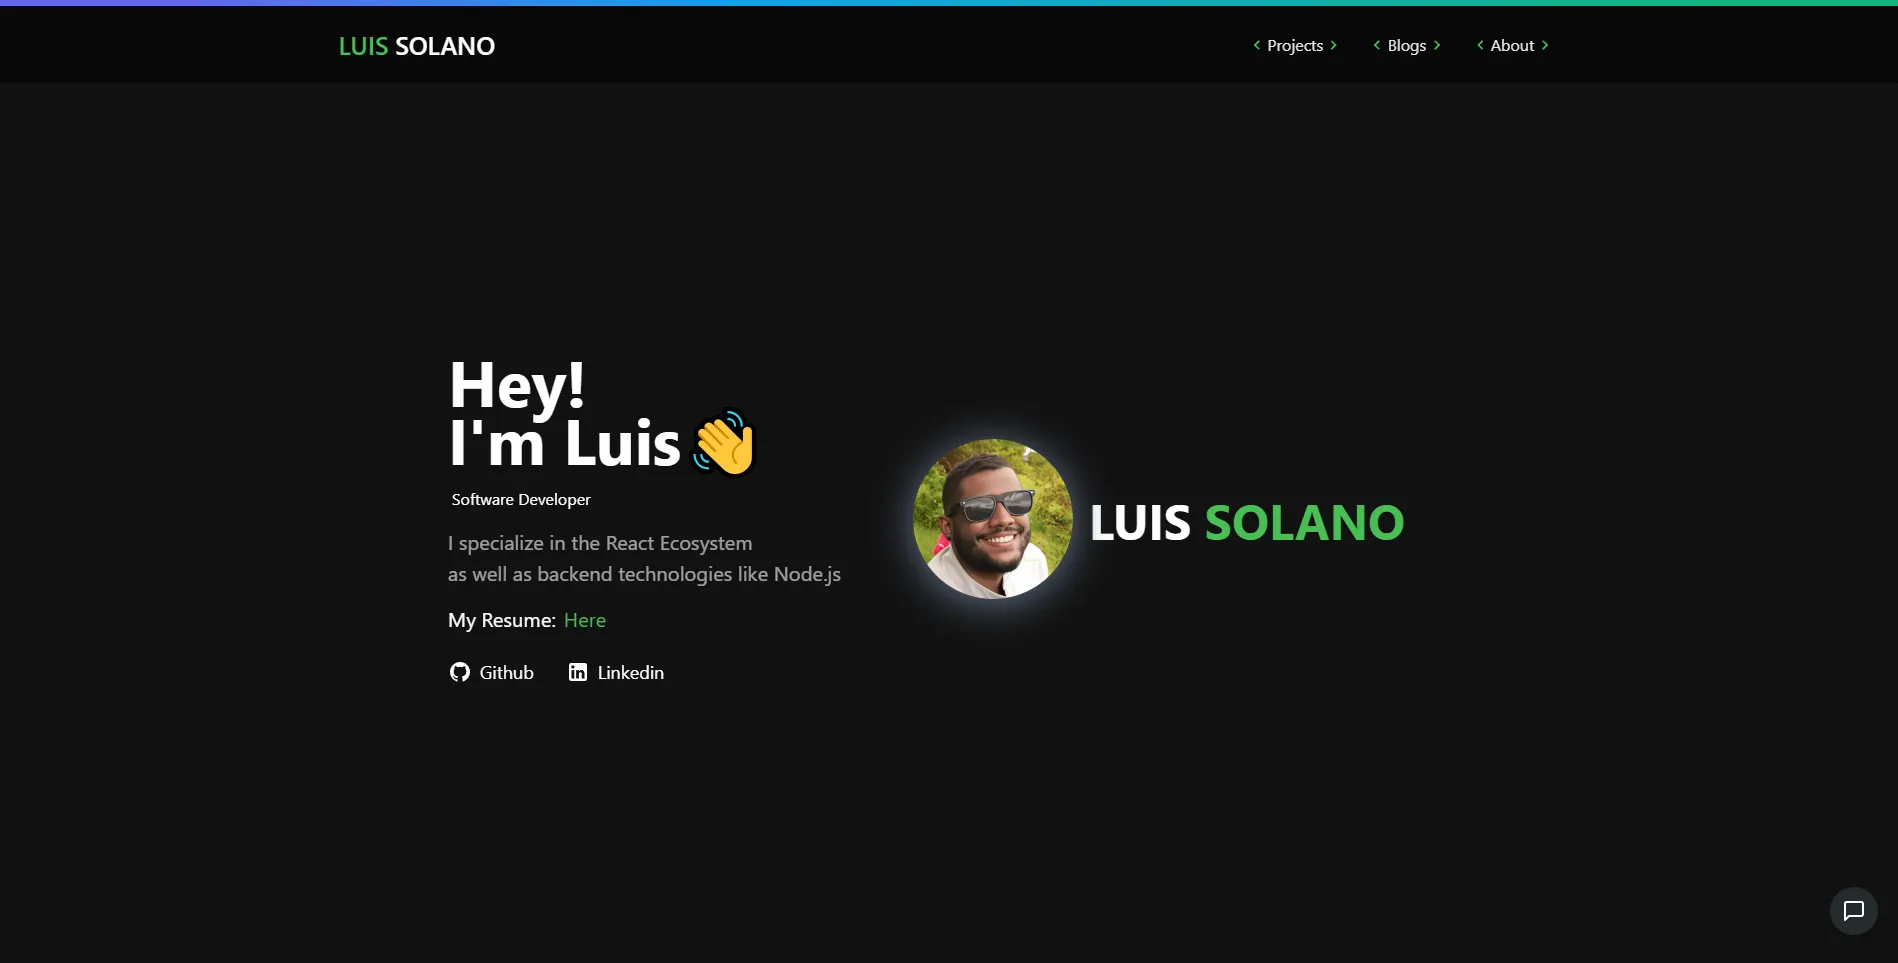 LUIS SOLANO
Projects
Blogs
About
Hey!
I'm Luis
Software Developer
I specialize in the React Ecosystem
as well as backend technologies like Node.js
My Resume: Here
Github
Linkedin
LUIS SOLANO